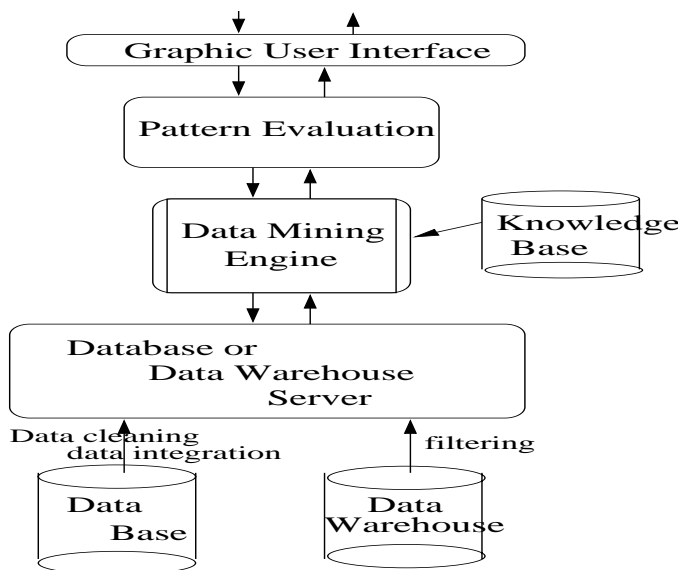 Graphic User Interface
Pattern Evaluation
Data Mining
Engine
Knowledge
Base
Database or
Data Warehouse
Server
Data cleaning
data integration
filtering
Data
Base
Data
Warehouse